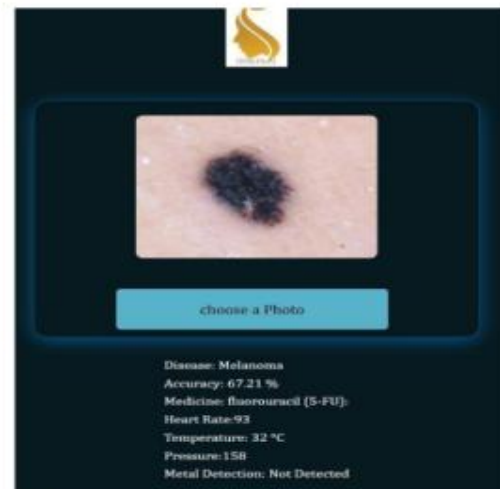 choose a Photo
Disease: Melanoma
Accuracy: 67.21 %
Medicine: fluorouracil (5-FU):
Heart Rate:93
Temperature: 32 °C
Pressure:158
Metal Detection: Not Detected